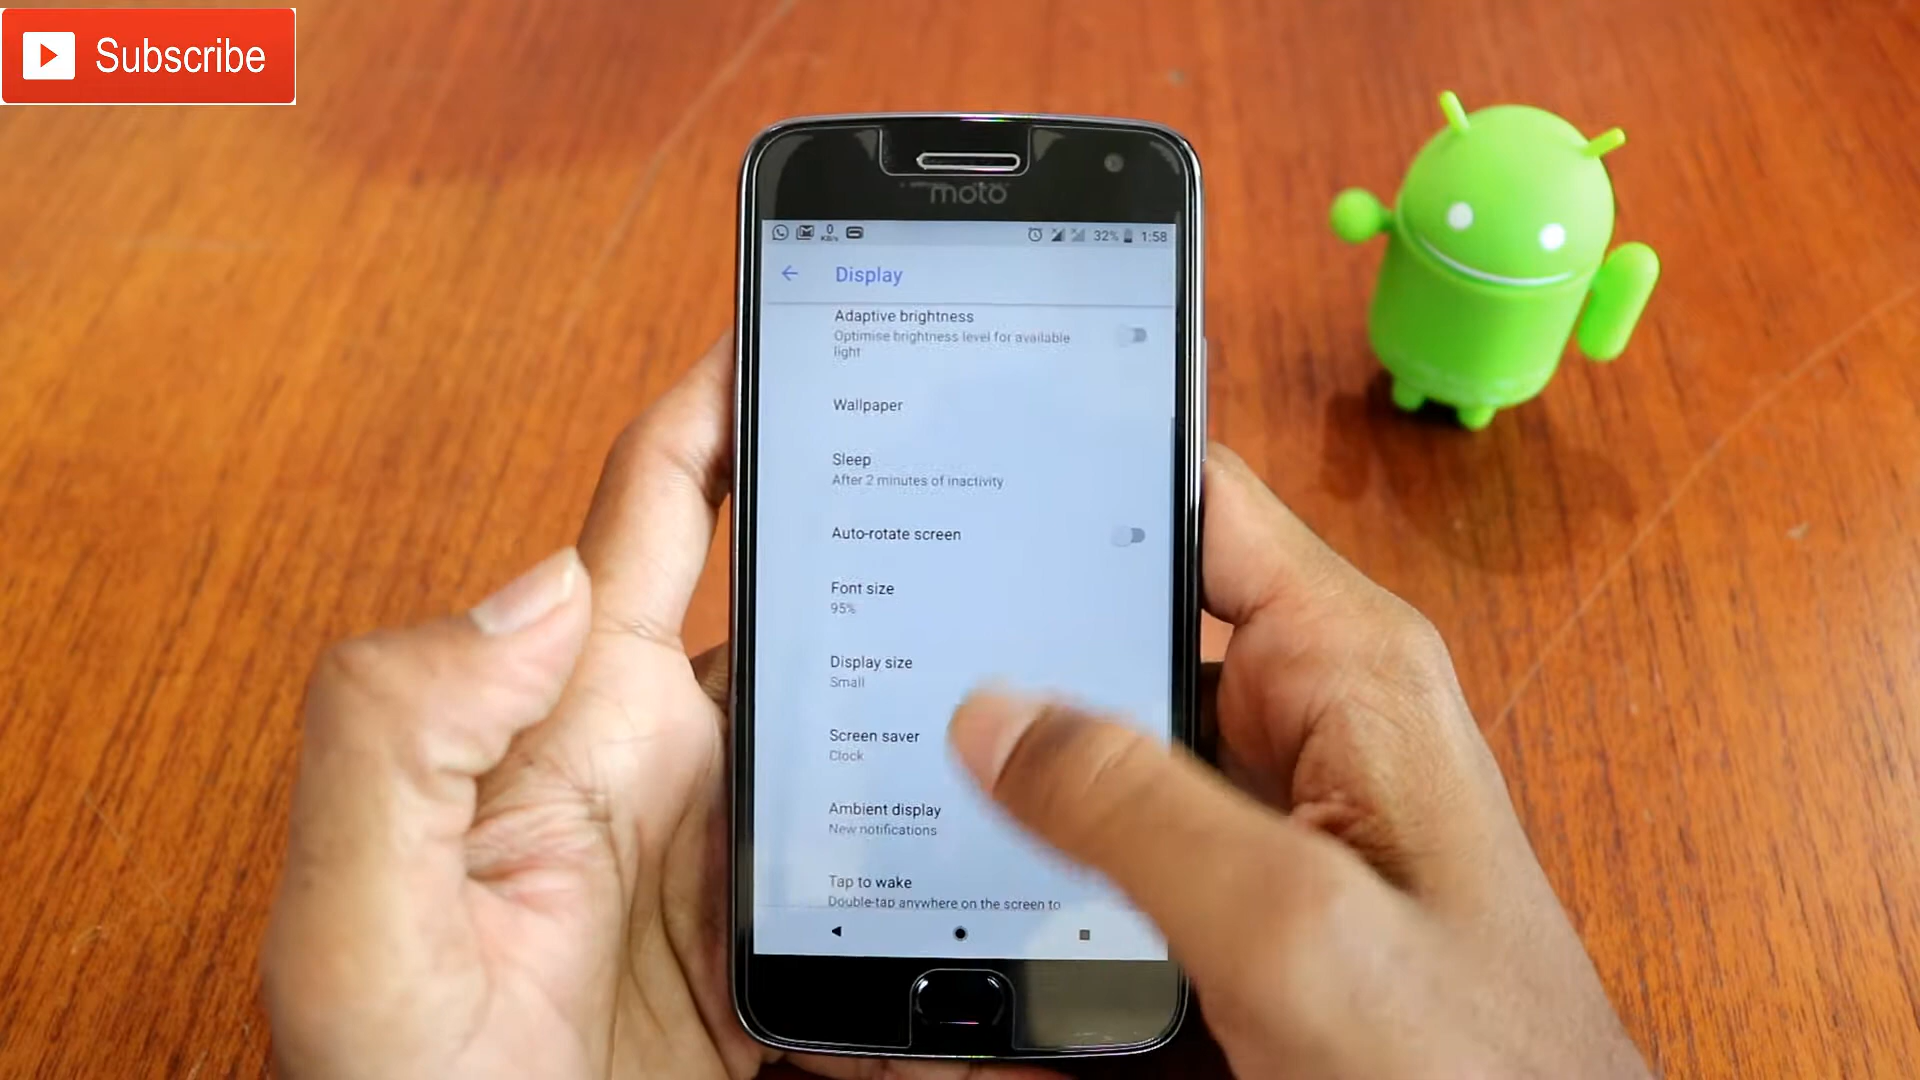 Subscribe
moto
0
KB/s
32%
1:58
Display
Adaptive brightness
Optimise brightness level for available
light
Wallpaper
Sleep
After 2 minutes of inactivity
Auto-rotate screen
Font size
95%
Display size
Small
Screen saver
Clock
Ambient display
New notifications
Tap to wake
Double-tap anywhere on the screen to